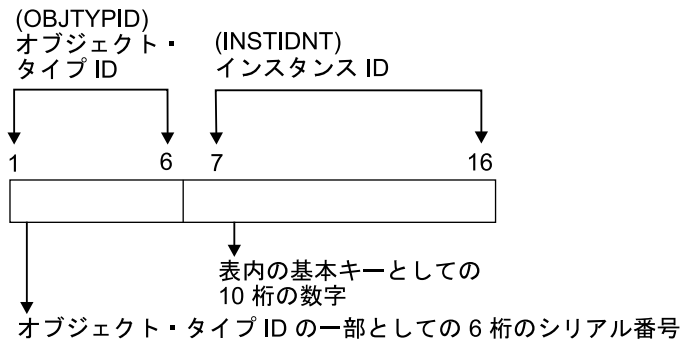 (OBJTYPID)
オブジェクト・
タイプ ID
(INSTIDNT)
インスタンス ID
1
6
7
16
表内の基本キーとしての
10 桁の数字
オブジェクト・タイプ ID の一部としての 6 桁のシリアル番号